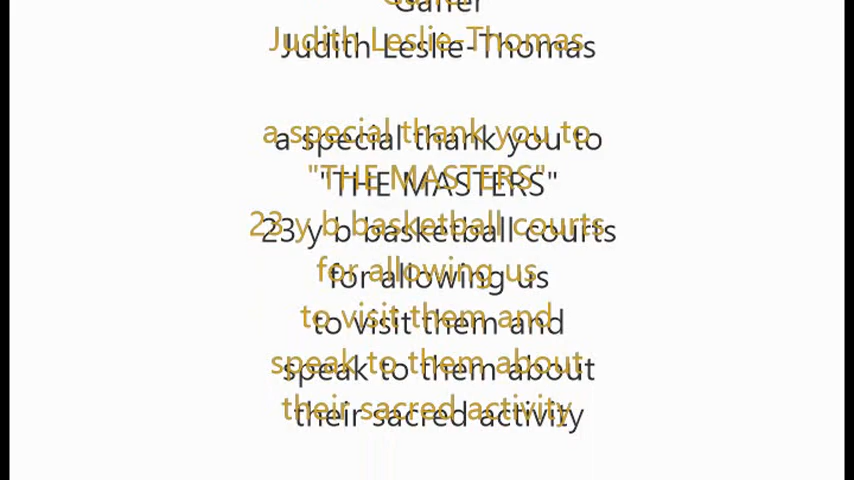 Gaffer
Judith Leslie-Thomas
a special thank you to
"THE MASTERS"
23 y b basketball courts
for allowing us
to visit them and
speak to them about
their sacred activity